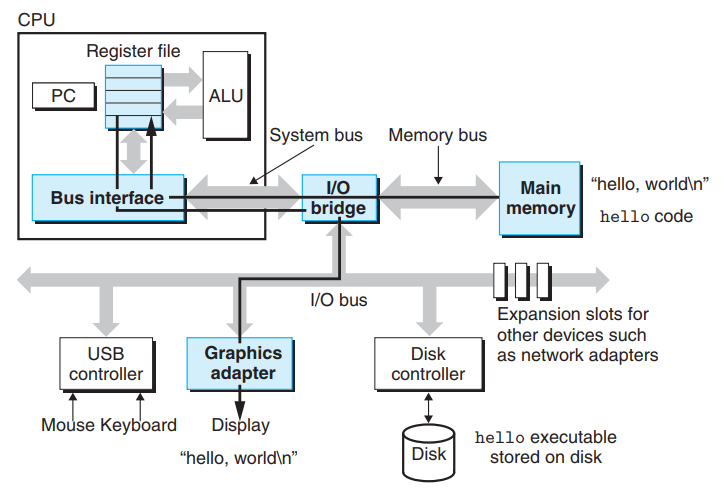 CPU
Register file
PC
ALU
System bus
Memory bus
Bus interface
I/O
bridge
Main
memory
“hello, world\n”
hello code
I/O bus
Expansion slots for
other devices such
as network adapters
USB
controller
Graphics
adapter
Disk
controller
Mouse Keyboard
Display
“hello, world\n”
Disk
hello executable
stored on disk